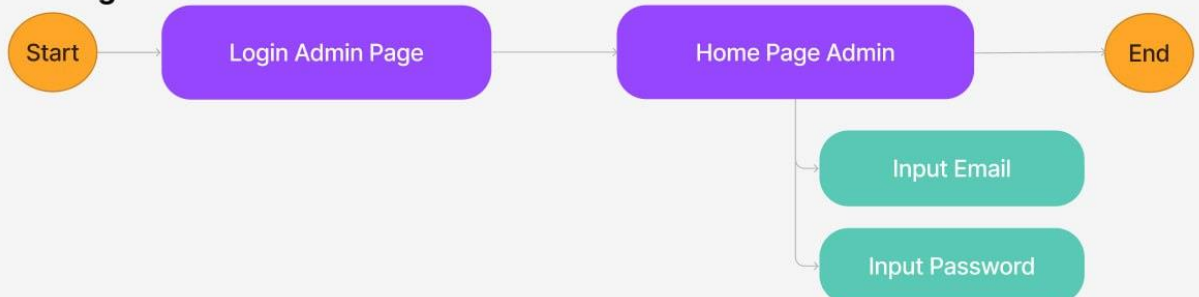 Start
Login Admin Page
Home Page Admin
End
Input Email
Input Password